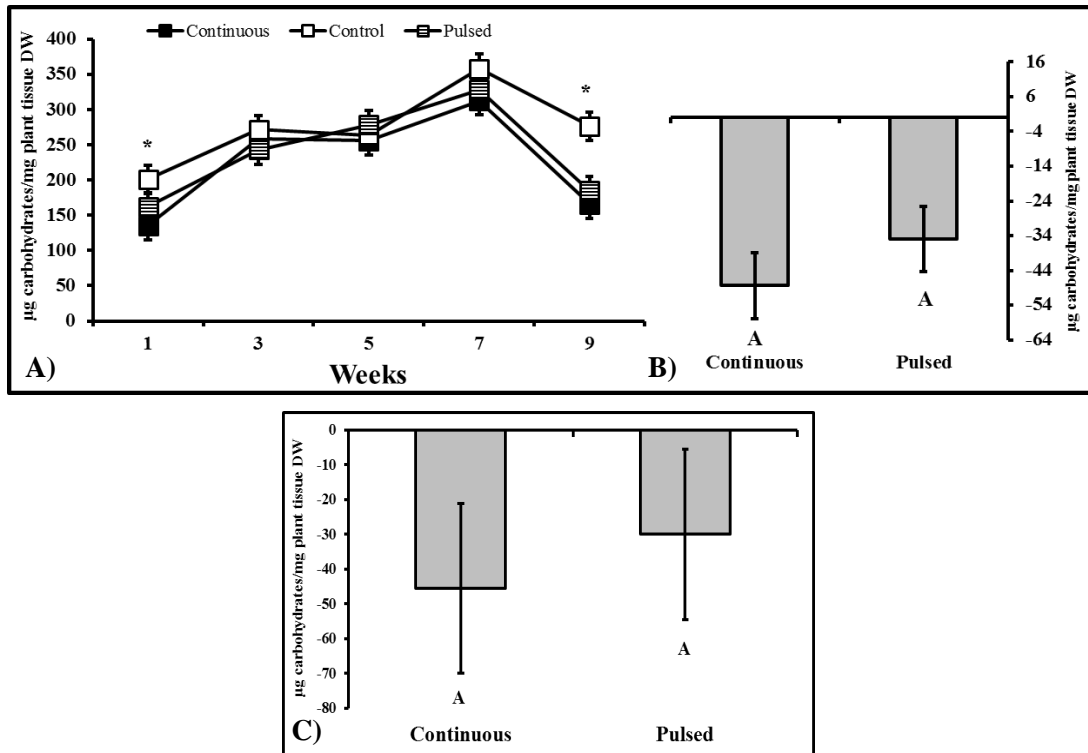 Continuous Control Pulsed
µg carbohydrates/mg plant tissue DW
400
350
300
250
200
150
100
50
0
*
*
1 3 5 7 9
Weeks
A)
16
6
-4
-14
-24
-34
-44
-54
-64
µg carbohydrates/mg plant tissue DW
A
A
Continuous Pulsed
B)
µg carbohydrates/mg plant tissue DW
0
-10
-20
-30
-40
-50
-60
-70
-80
A
A
Continuous Pulsed
C)